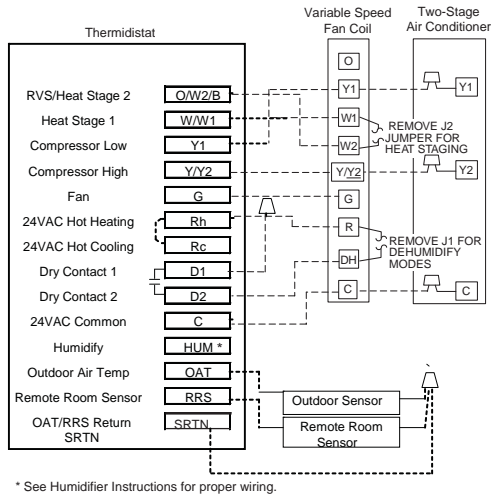 Variable Speed
Fan Coil
Two-Stage
Air Conditioner
Thermidistat
O
RVS/Heat Stage 2 O/W2/B Y1 Y1
Heat Stage 1 W/W1 W1
REMOVE J2
JUMPER FOR
HEAT STAGING
Compressor Low Y1 W2
Compressor High Y/Y2 Y/Y2 Y2
Fan G G
24VAC Hot Heating Rh R
24VAC Hot Cooling Rc
REMOVE J1 FOR
DEHUMIDIFY
MODES
Dry Contact 1 D1 DH
Dry Contact 2 D2 C C
24VAC Common C
Humidify HUM *
Outdoor Air Temp OAT
Remote Room Sensor RRS Outdoor Sensor
OAT/RRS Return
SRTN
SRTN
Remote Room
Sensor
* See Humidifier Instructions for proper wiring.